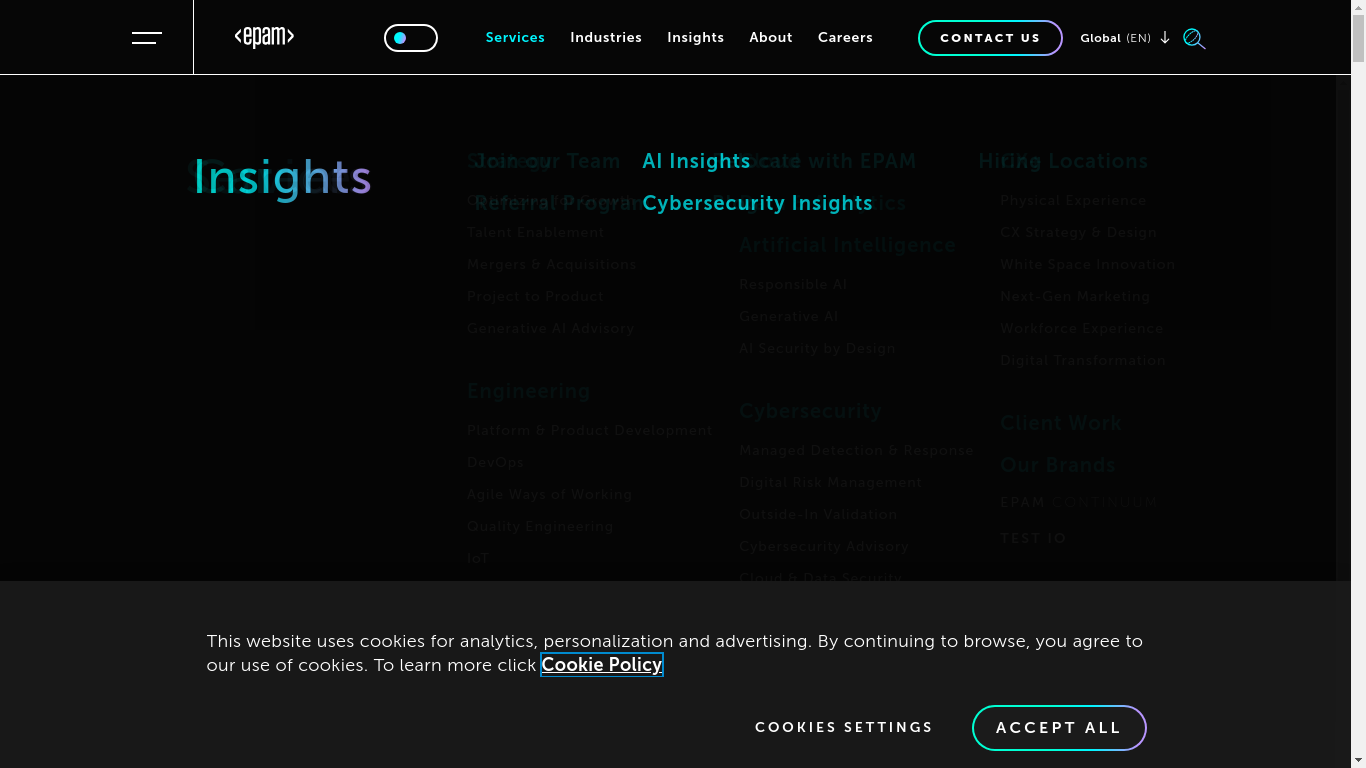 <epam>
Services Industries Insights About Careers
CONTACT US
Global (EN)
Insights
Services
Strategy
Optimizing for Growth
Talent Enablement
Mergers & Acquisitions
Project to Product
Generative AI Advisory
Engineering
Platform & Product Development
DevOps
Agile Ways of Working
Quality Engineering
IoT
Join our Team
Referral Program
AI Insights
Cybersecurity Insights
with EPAM
Artificial Intelligence
Responsible AI
Generative AI
AI Security by Design
Cybersecurity
Managed Detection & Response
Digital Risk Management
Outside-In Validation
Cybersecurity Advisory
Cloud & Data Security
Hiring Locations
Physical Experience
CX Strategy & Design
White Space Innovation
Next-Gen Marketing
Workforce Experience
Digital Transformation
Client Work
Our Brands
EPAM CONTINUUM
TEST IO
This website uses cookies for analytics, personalization and advertising. By continuing to browse, you agree to
our use of cookies. To learn more click Cookie Policy
COOKIES SETTINGS
ACCEPT ALL